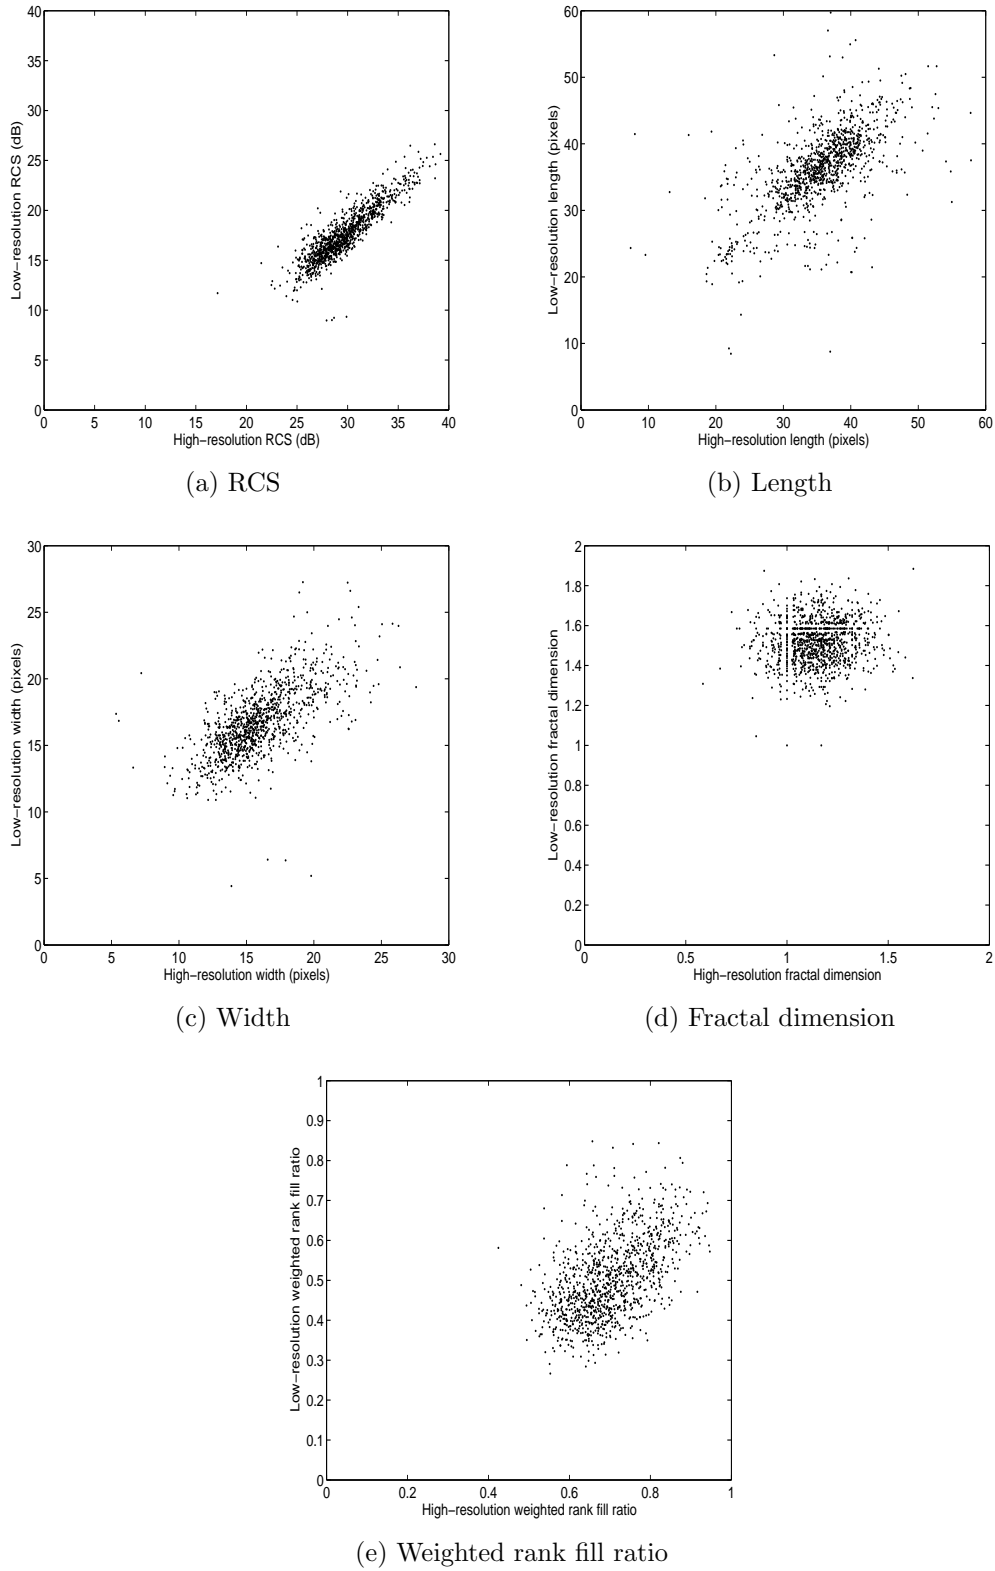 40
35
30
25
20
15
10
5
0
Low−resolution RCS (dB)
0 5 10 15 20 25 30 35 40
High−resolution RCS (dB)
(a) RCS
60
50
40
30
20
10
0
Low−resolution length (pixels)
0 10 20 30 40 50 60
High−resolution length (pixels)
(b) Length
30
25
20
15
10
5
0
Low−resolution width (pixels)
0 5 10 15 20 25 30
High−resolution width (pixels)
(c) Width
2
1.8
1.6
1.4
1.2
1
0.8
0.6
0.4
0.2
0
Low−resolution fractal dimension
0 0.5 1 1.5 2
High−resolution fractal dimension
(d) Fractal dimension
1
0.9
0.8
0.7
0.6
0.5
0.4
0.3
0.2
0.1
0
Low−resolution weighted rank fill ratio
0 0.2 0.4 0.6 0.8 1
High−resolution weighted rank fill ratio
(e) Weighted rank fill ratio